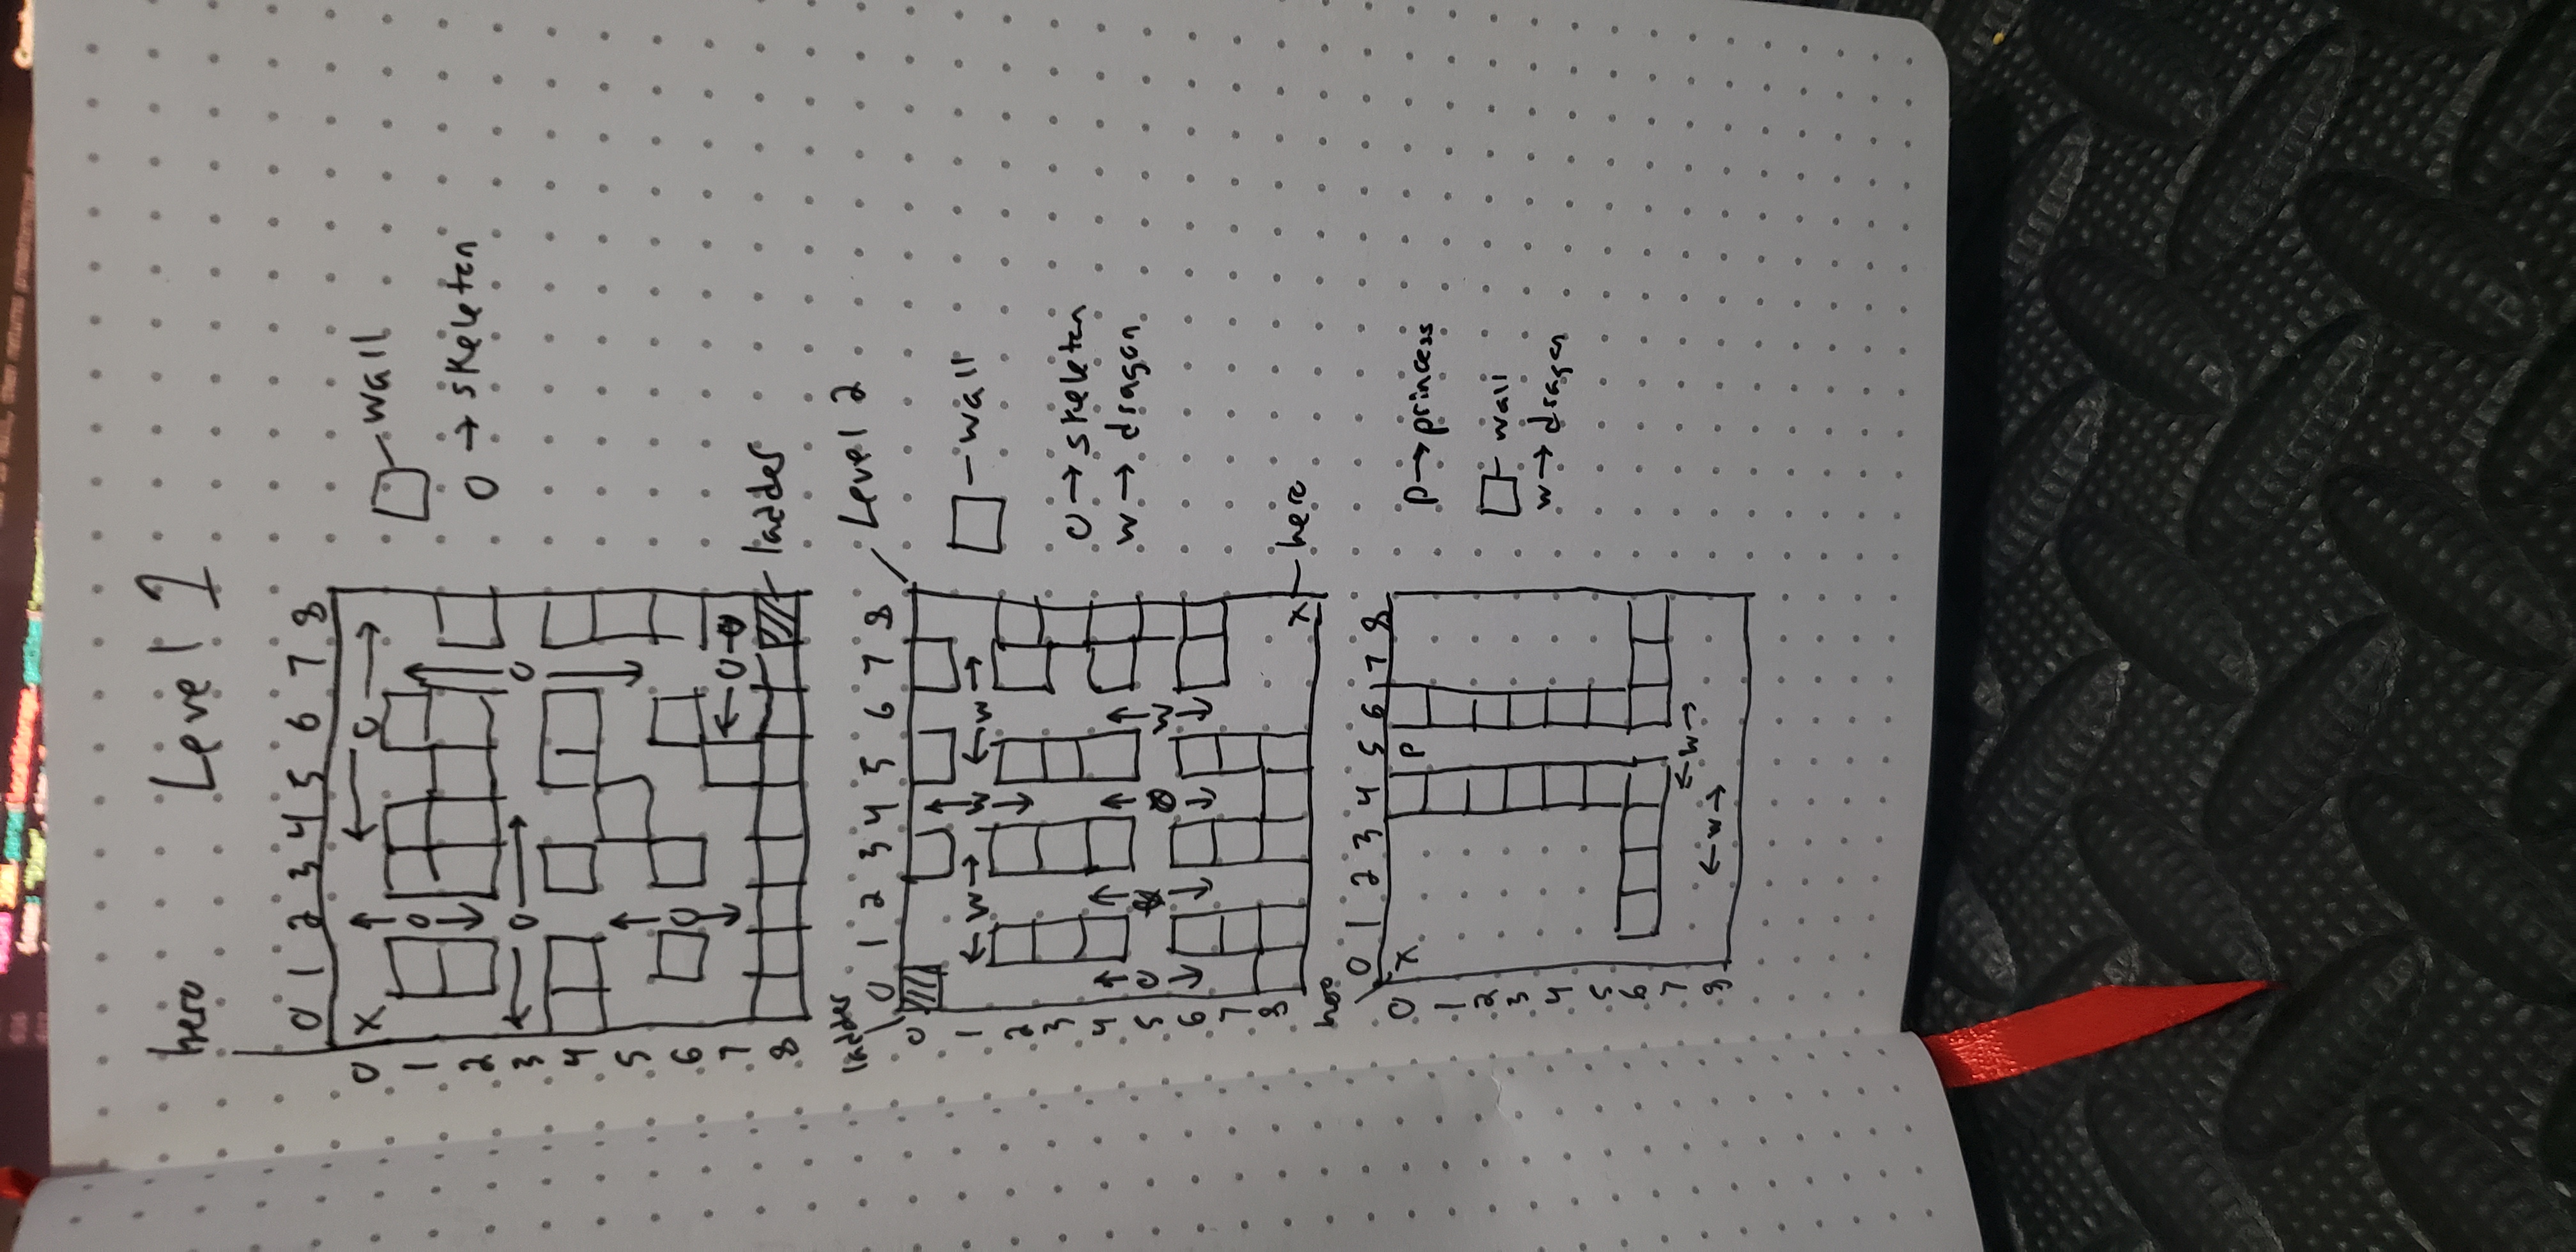 hero Level 1
0 1 2 3 4 5 6 7 8
0 X O
1 O
2
3 O O
4
5
6 O
7 O
8
wall
O → skeleton
ladder
ladder
Level 2
0 1 2 3 4 5 6 7 8
0
1 w w w
2
3
4
5 O w
6
7
8 X hero
wall
O → skeleton
w → dragon
hero
0 1 2 3 4 5 6 7 8
0 X P
1
2
3
4
5
6
7 w
8 w
P → princess
wall
w → dragon